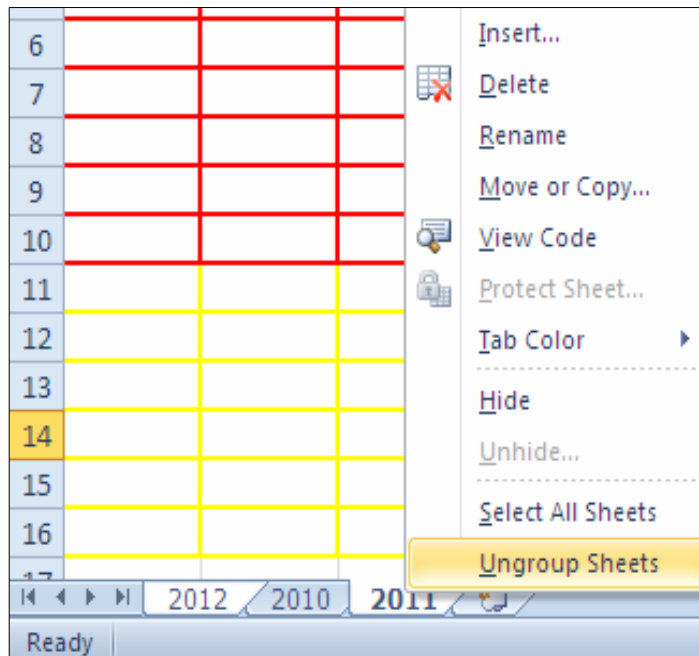 6
7
8
9
10
11
12
13
14
15
16
17
Insert...
Delete
Rename
Move or Copy...
View Code
Protect Sheet...
Tab Color
Hide
Unhide...
Select All Sheets
Ungroup Sheets
2012 2010 2011
Ready